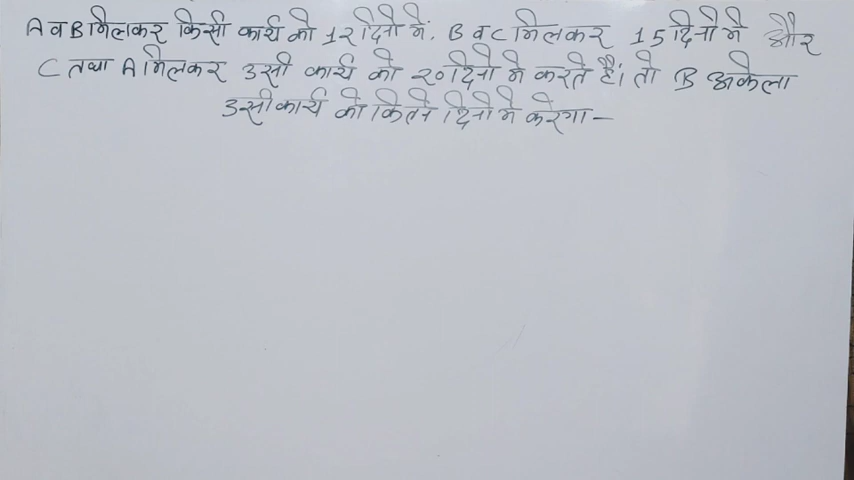 A व B मिलकर किसी कार्य को 12 दिनों में, B व C मिलकर 15 दिनों मे और
C तथा A मिलकर उसी कार्य को 20 दिनों मे करते हैं। तो B अकेला
उसी कार्य को कितने दिनों मे करेगा —